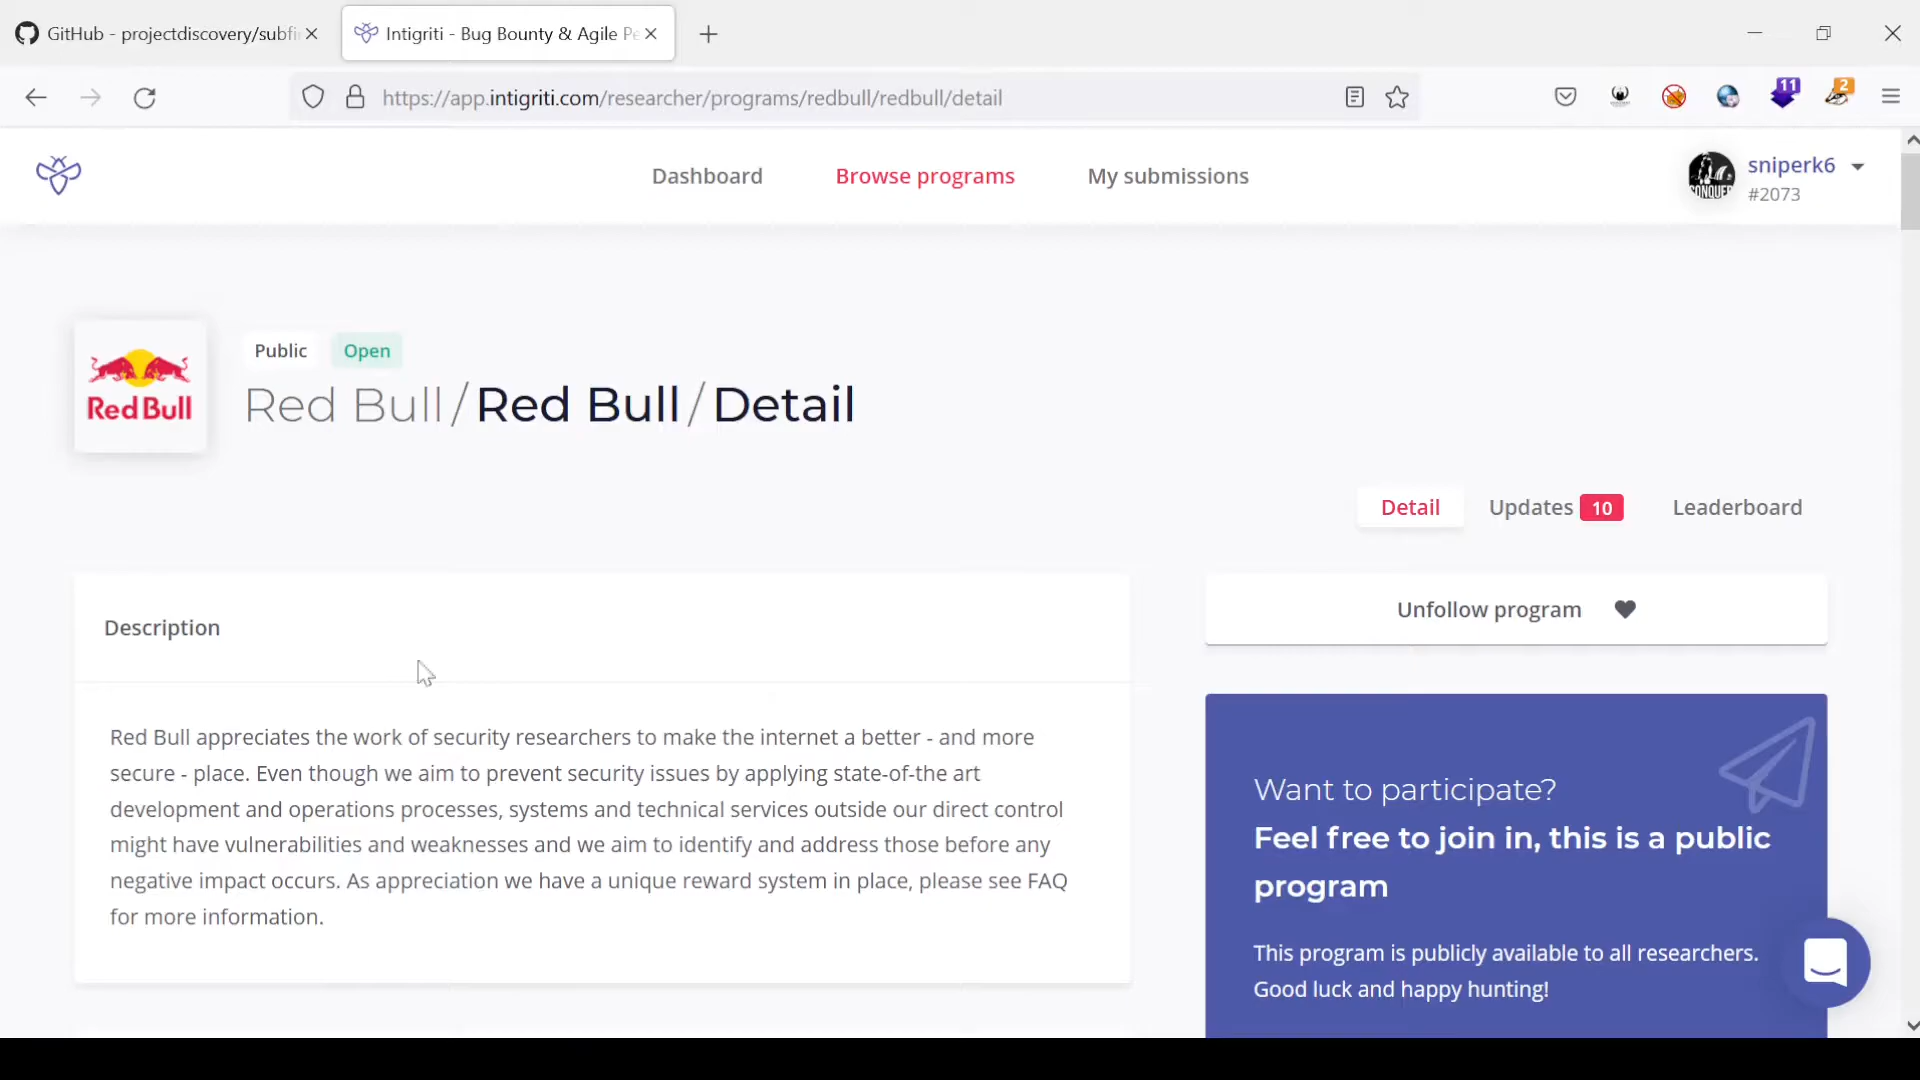 GitHub - projectdiscovery/subfi
Intigriti - Bug Bounty & Agile Pe
https://app.intigriti.com/researcher/programs/redbull/redbull/detail
11
2
Dashboard
Browse programs
My submissions
sniperk6
#2073
CONQUER
Red Bull
Public
Open
Red Bull / Red Bull / Detail
Detail
Updates 10
Leaderboard
Description
Unfollow program
Red Bull appreciates the work of security researchers to make the internet a better - and more
secure - place. Even though we aim to prevent security issues by applying state-of-the art
development and operations processes, systems and technical services outside our direct control
might have vulnerabilities and weaknesses and we aim to identify and address those before any
negative impact occurs. As appreciation we have a unique reward system in place, please see FAQ
for more information.
Want to participate?
Feel free to join in, this is a public
program
This program is publicly available to all researchers.
Good luck and happy hunting!